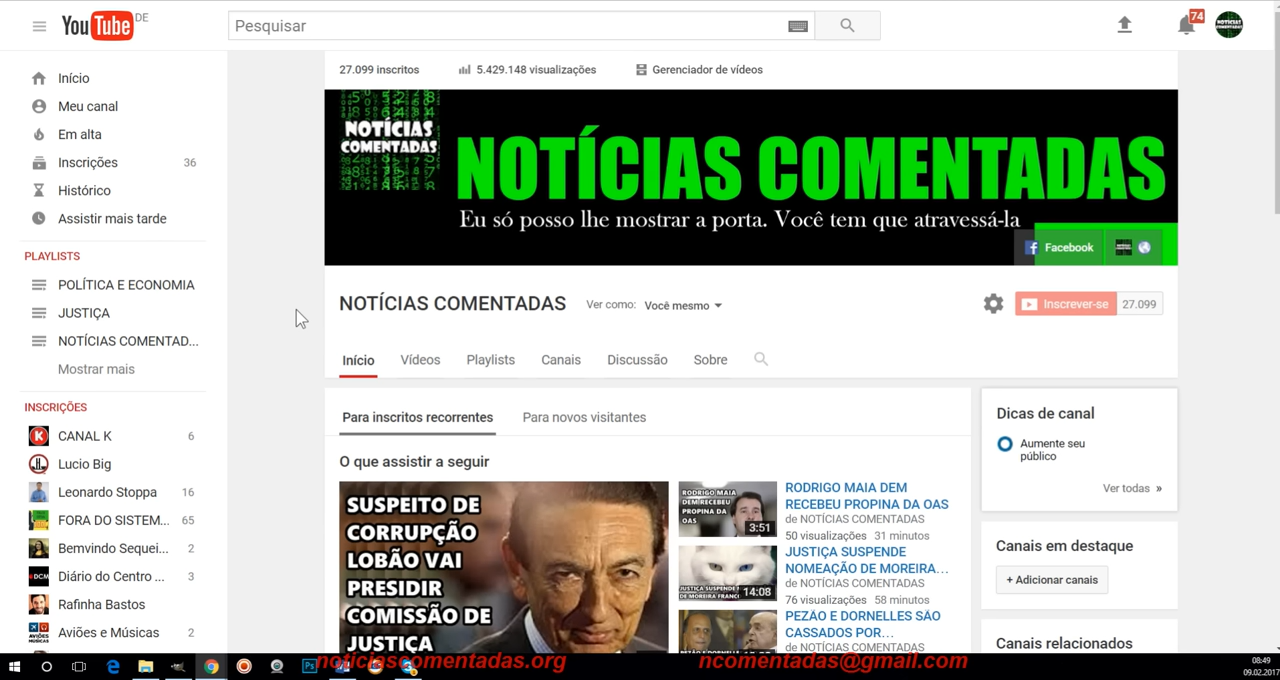 YouTube DE
Pesquisar
74
NOTÍCIAS
COMENTADAS
Início
Meu canal
Em alta
Inscrições 36
Histórico
Assistir mais tarde
PLAYLISTS
POLÍTICA E ECONOMIA
JUSTIÇA
NOTÍCIAS COMENTAD...
Mostrar mais
INSCRIÇÕES
CANAL K 6
Lucio Big
Leonardo Stoppa 16
FORA DO SISTEM... 65
Bemvindo Sequei... 2
DCM Diário do Centro ... 3
Rafinha Bastos
Aviões e Músicas 2
27.099 inscritos 5.429.148 visualizações Gerenciador de vídeos
NOTÍCIAS
COMENTADAS
NOTÍCIAS COMENTADAS
Eu só posso lhe mostrar a porta. Você tem que atravessá-la
Facebook
NOTÍCIAS COMENTADAS Ver como: Você mesmo
Inscrever-se 27.099
Início Vídeos Playlists Canais Discussão Sobre
Para inscritos recorrentes Para novos visitantes
O que assistir a seguir
SUSPEITO DE
CORRUPÇÃO
LOBÃO VAI
PRESIDIR
COMISSÃO DE
JUSTIÇA
RODRIGO MAIA
DEM RECEBEU
PROPINA DA
OAS
3:51
RODRIGO MAIA DEM
RECEBEU PROPINA DA OAS
de NOTÍCIAS COMENTADAS
50 visualizações 31 minutos
JUSTIÇA SUSPENDE NOMEAÇÃO
DE MOREIRA FRANCO
14:08
JUSTIÇA SUSPENDE
NOMEAÇÃO DE MOREIRA...
de NOTÍCIAS COMENTADAS
76 visualizações 58 minutos
PEZÃO E DORNELLES SÃO
CASSADOS POR...
de NOTÍCIAS COMENTADAS
Dicas de canal
Aumente seu
público
Ver todas »
Canais em destaque
+ Adicionar canais
Canais relacionados
noticiascomentadas.org ncomentadas@gmail.com
08:49
09.02.2017